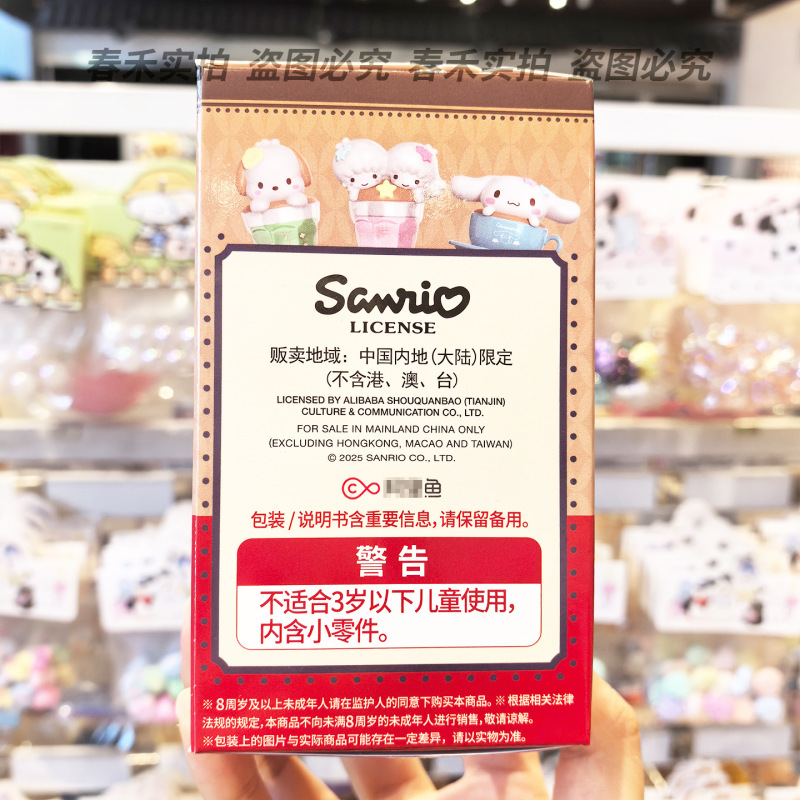 春禾实拍 盗图必究 春禾实拍 盗图必究
Sanrio
LICENSE
贩卖地域：中国内地(大陆)限定
(不含港、澳、台)
LICENSED BY ALIBABA SHOUQUANBAO (TIANJIN)
CULTURE & COMMUNICATION CO., LTD.
FOR SALE IN MAINLAND CHINA ONLY
(EXCLUDING HONGKONG, MACAO AND TAIWAN)
© 2025 SANRIO CO., LTD.
鱼
包装/说明书含重要信息,请保留备用。
警告
不适合3岁以下儿童使用,
内含小零件。
※8周岁及以上未成年人请在监护人的同意下购买本商品。※根据相关法律
法规的规定,本商品不向未满8周岁的未成年人进行销售,敬请谅解。
※包装上的图片与实际商品可能存在一定差异，请以实物为准。